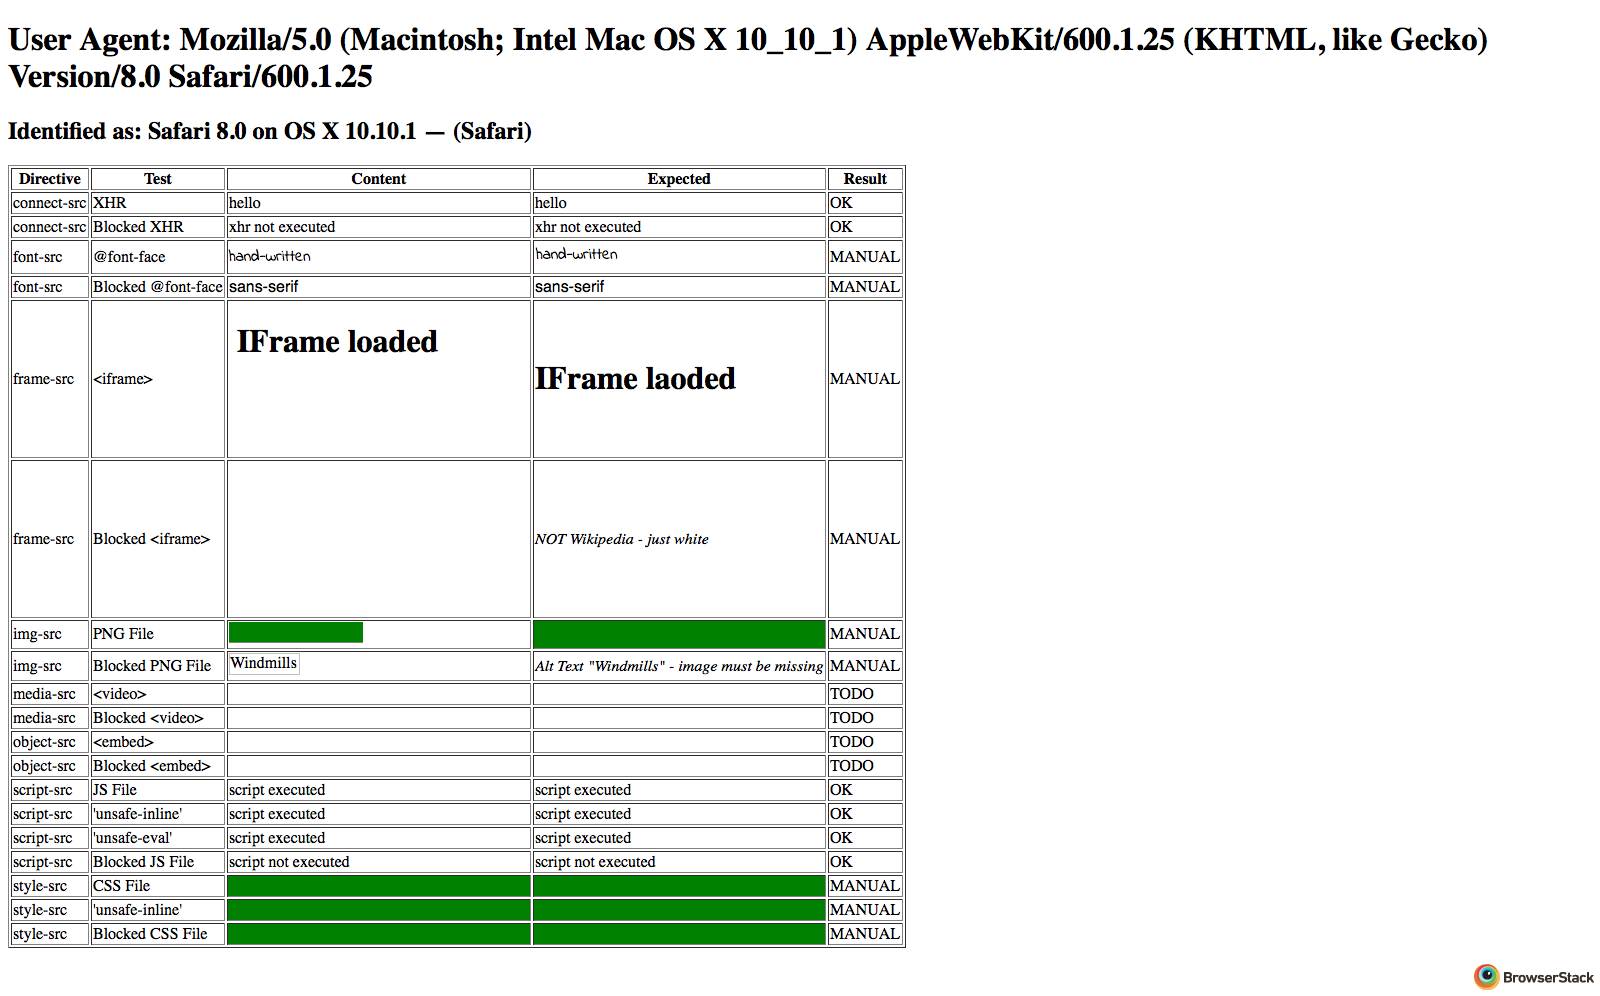 User Agent: Mozilla/5.0 (Macintosh; Intel Mac OS X 10_10_1) AppleWebKit/600.1.25 (KHTML, like Gecko)
Version/8.0 Safari/600.1.25
Identified as: Safari 8.0 on OS X 10.10.1 — (Safari)
Directive Test Content Expected Result
connect-src XHR hello hello OK
connect-src Blocked XHR xhr not executed xhr not executed OK
font-src @font-face hand-written hand-written MANUAL
font-src Blocked @font-face sans-serif sans-serif MANUAL
frame-src <iframe> IFrame loaded IFrame laoded MANUAL
frame-src Blocked <iframe> NOT Wikipedia - just white MANUAL
img-src PNG File MANUAL
img-src Blocked PNG File Windmills Alt Text "Windmills" - image must be missing MANUAL
media-src <video> TODO
media-src Blocked <video> TODO
object-src <embed> TODO
object-src Blocked <embed> TODO
script-src JS File script executed script executed OK
script-src 'unsafe-inline' script executed script executed OK
script-src 'unsafe-eval' script executed script executed OK
script-src Blocked JS File script not executed script not executed OK
style-src CSS File MANUAL
style-src 'unsafe-inline' MANUAL
style-src Blocked CSS File MANUAL
BrowserStack